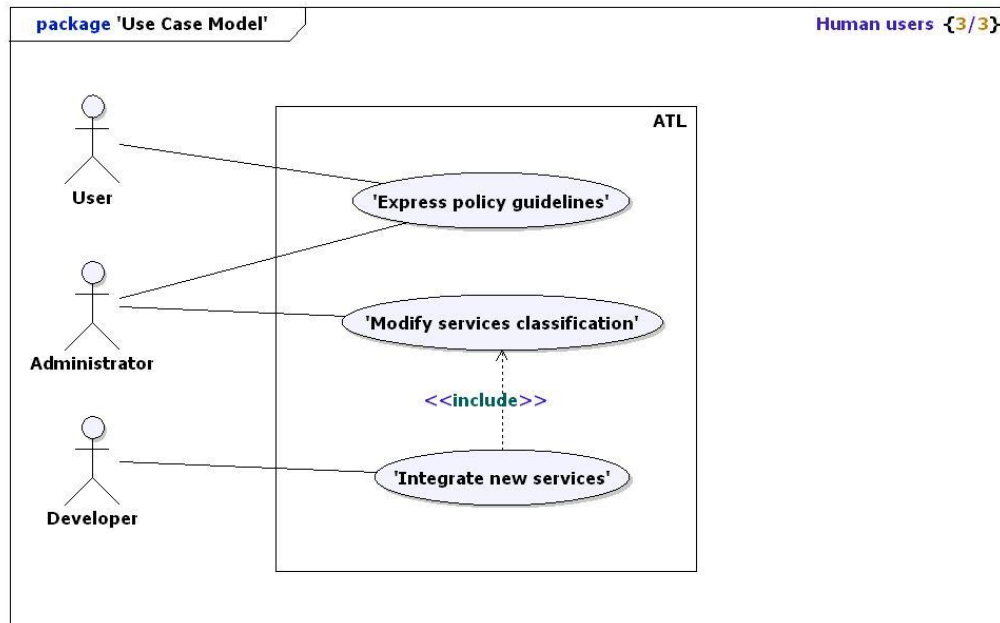 package 'Use Case Model'
Human users {3/3}
ATL
User
'Express policy guidelines'
Administrator
'Modify services classification'
<<include>>
Developer
'Integrate new services'